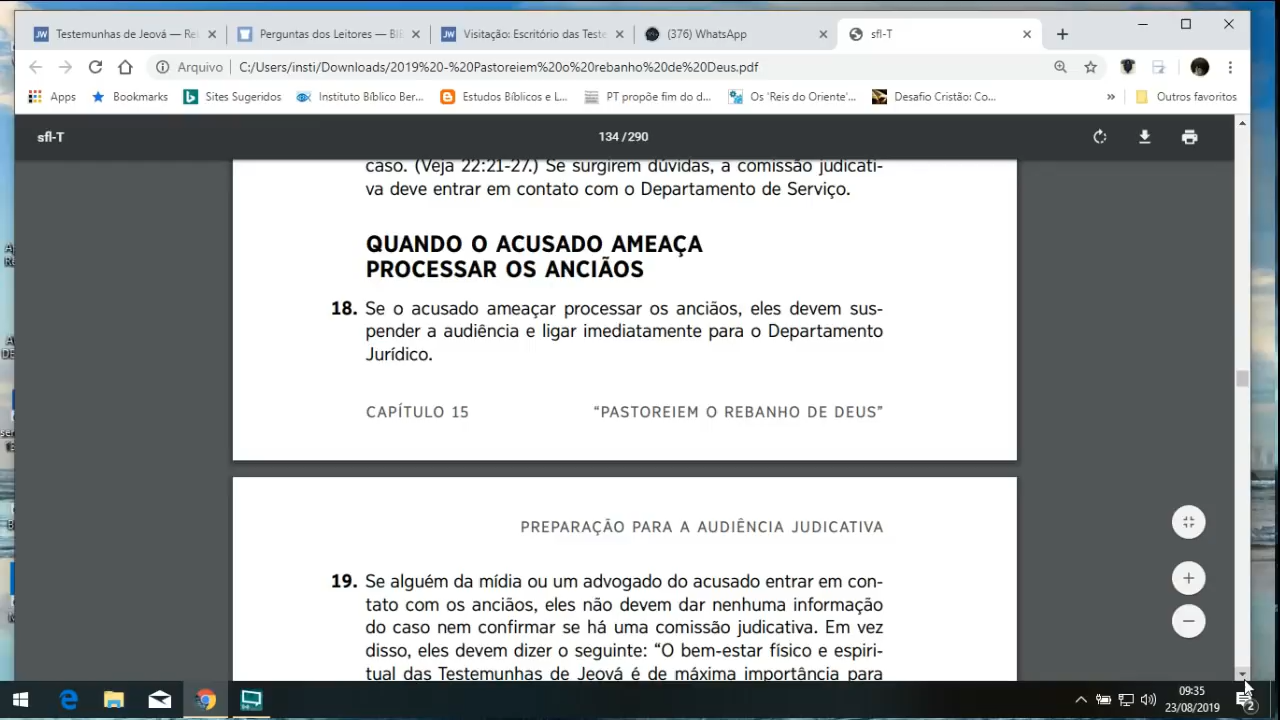 Testemunhas de Jeová — Re
Perguntas dos Leitores — BI
Visitação: Escritório das Teste
(376) WhatsApp
sfl-T
Arquivo
C:/Users/insti/Downloads/2019%20-%20Pastoreiem%20o%20rebanho%20de%20Deus.pdf
Apps
Bookmarks
Sites Sugeridos
Instituto Bíblico Ber...
Estudos Bíblicos e L...
PT propõe fim do d...
Os 'Reis do Oriente'...
Desafio Cristão: Co...
»
Outros favoritos
sfl-T
134 / 290
caso. (Veja 22:21-27.) Se surgirem dúvidas, a comissão judicati-
va deve entrar em contato com o Departamento de Serviço.
QUANDO O ACUSADO AMEAÇA
PROCESSAR OS ANCIÃOS
18. Se o acusado ameaçar processar os anciãos, eles devem sus-
pender a audiência e ligar imediatamente para o Departamento
Jurídico.
CAPÍTULO 15
“PASTOREIEM O REBANHO DE DEUS”
PREPARAÇÃO PARA A AUDIÊNCIA JUDICATIVA
19. Se alguém da mídia ou um advogado do acusado entrar em con-
tato com os anciãos, eles não devem dar nenhuma informação
do caso nem confirmar se há uma comissão judicativa. Em vez
disso, eles devem dizer o seguinte: “O bem-estar físico e espiri-
tual das Testemunhas de Jeová é de máxima importância para
09:35
23/08/2019
2